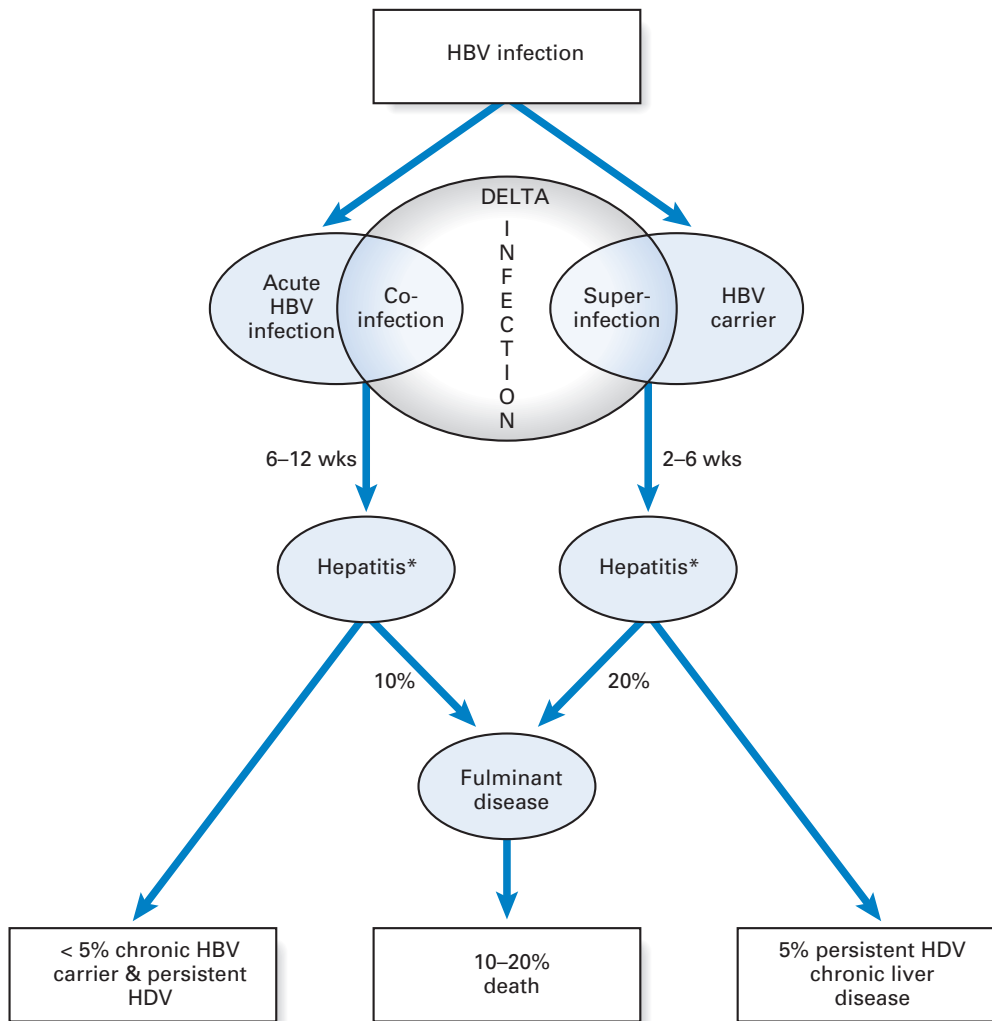 HBV infection
DELTA
I
N
F
E
C
T
I
O
N
Acute
HBV
infection
Co-
infection
Super-
infection
HBV
carrier
6–12 wks
2–6 wks
Hepatitis*
Hepatitis*
10%
20%
Fulminant
disease
< 5% chronic HBV
carrier & persistent
HDV
10–20%
death
5% persistent HDV
chronic liver
disease